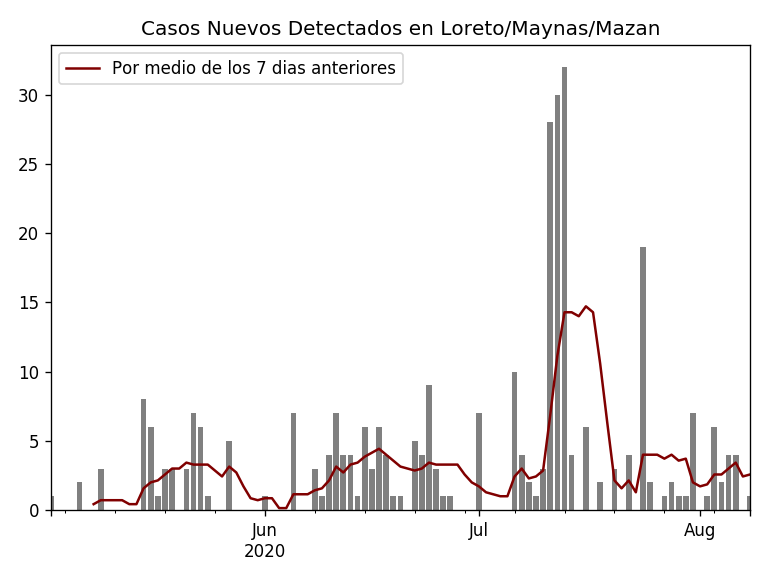 Casos Nuevos Detectados en Loreto/Maynas/Mazan
Por medio de los 7 dias anteriores
30
25
20
15
10
5
0
Jun
2020
Jul
Aug